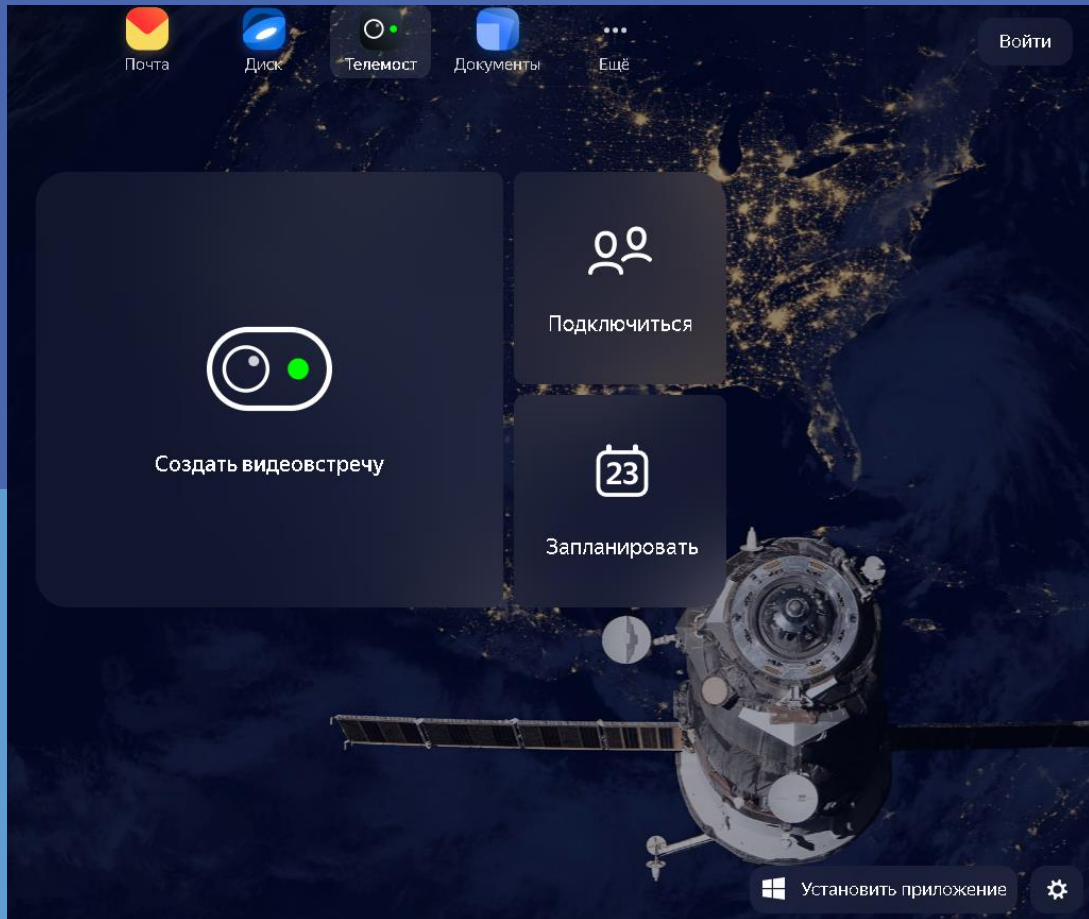 Почта
Диск
Телемост
Документы
Ещё
Войти
Подключиться
Создать видеовстречу
23
Запланировать
Установить приложение